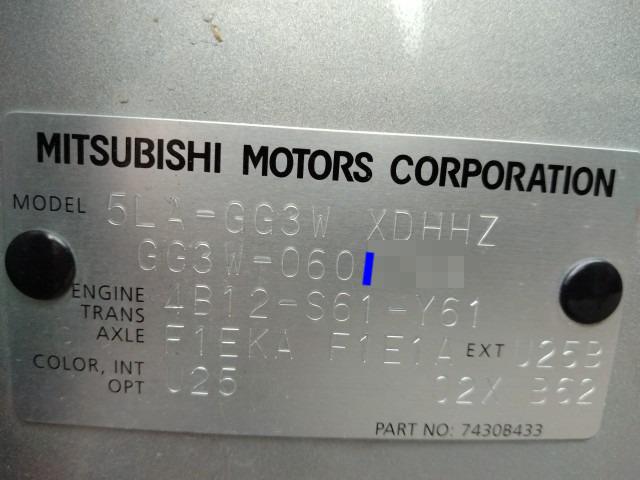 MITSUBISHI MOTORS CORPORATION
MODEL 5LA-GG3W XDHHZ
GG3W-060
ENGINE 4B12-S61-Y61
TRANS AXLE F1EKA F1E1A EXT U25B
COLOR, INT OPT U25 02X B62
PART NO: 7430B433